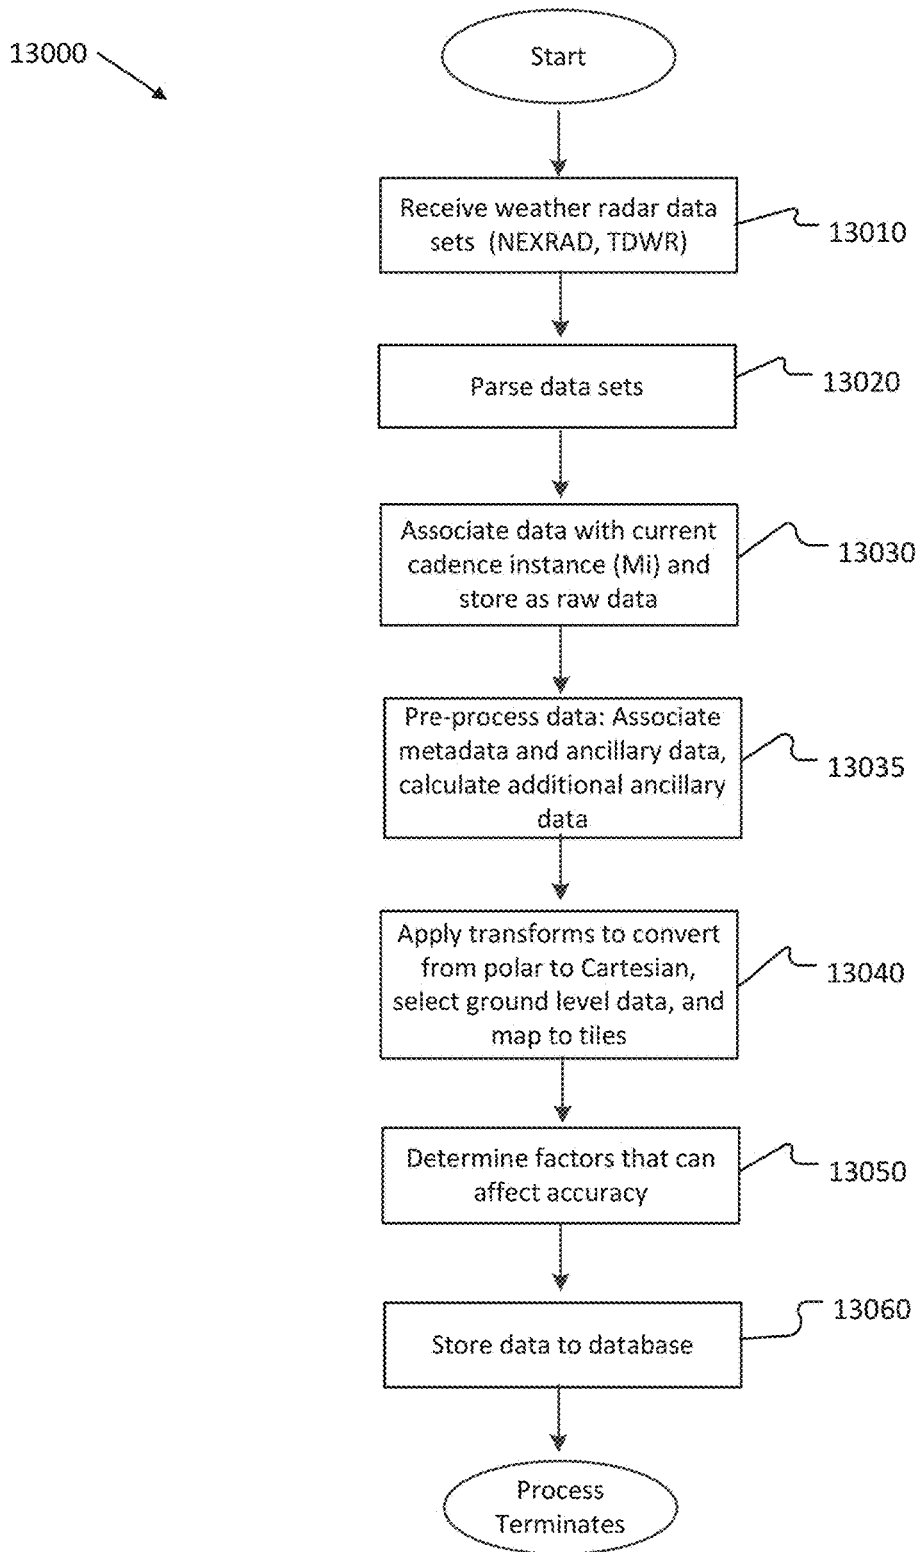 13000
Start
Receive weather radar data
sets (NEXRAD, TDWR)
13010
Parse data sets
13020
Associate data with current
cadence instance (Mi) and
store as raw data
13030
Pre-process data: Associate
metadata and ancillary data,
calculate additional ancillary
data
13035
Apply transforms to convert
from polar to Cartesian,
select ground level data, and
map to tiles
13040
Determine factors that can
affect accuracy
13050
Store data to database
13060
Process
Terminates